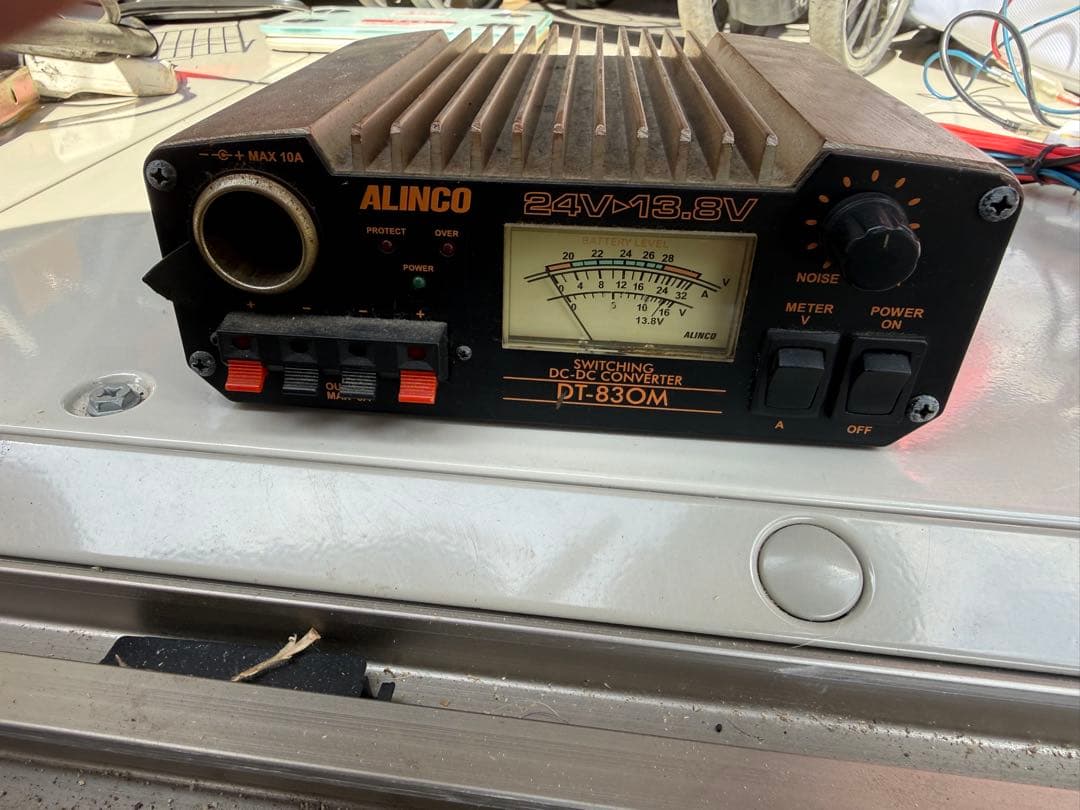 MAX 10A
ALINCO
24V▷13.8V
PROTECT
OVER
POWER
NOISE
BATTERY LEVEL
20 22 24 26 28
V
0 4 8 12 16 24 32
A
0 5 10 16
V
13.8V
ALINCO
+ − − +
METER
V
POWER
ON
SWITCHING
DC-DC CONVERTER
DT-830M
A
OFF